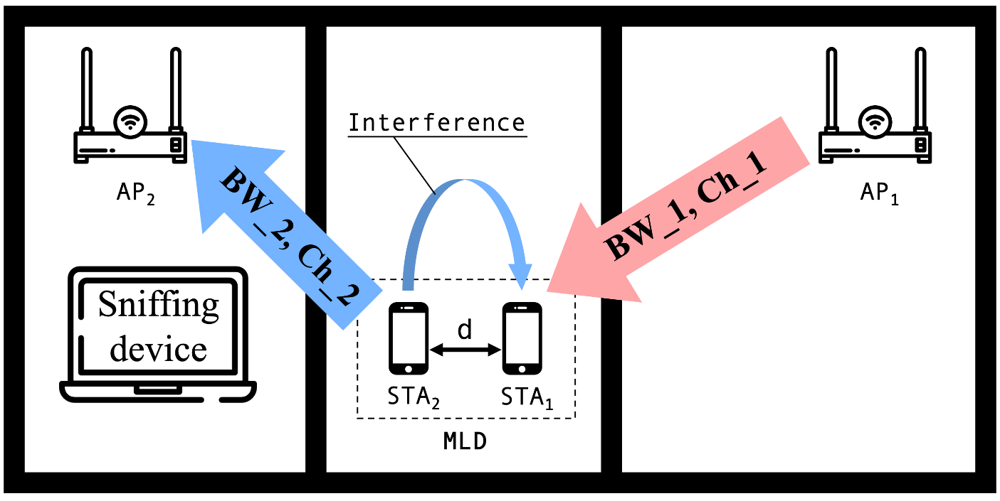 Interference
AP₂
AP₁
BW_2, Ch_2
BW_1, Ch_1
Sniffing
device
d
STA₂
STA₁
MLD